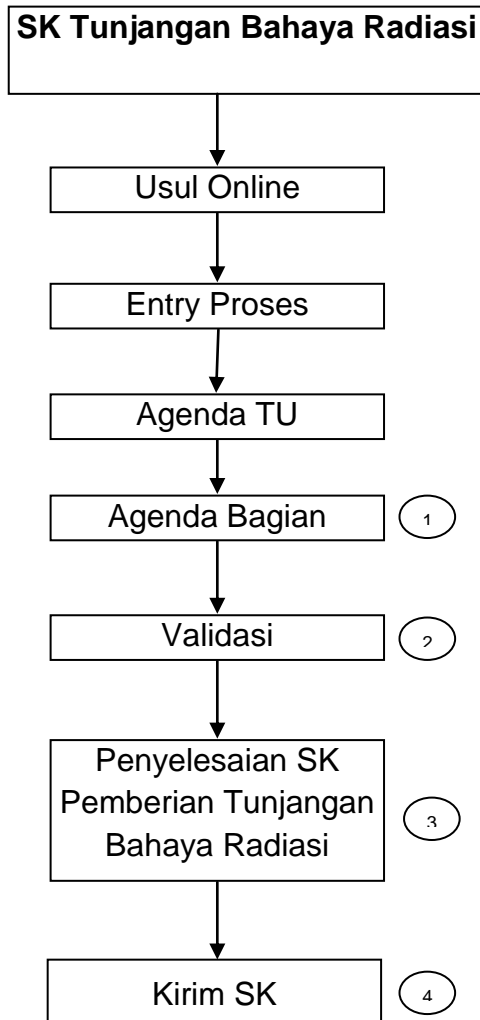 SK Tunjangan Bahaya Radiasi
Usul Online
Entry Proses
Agenda TU
Agenda Bagian
1
Validasi
2
Penyelesaian SK
Pemberian Tunjangan
Bahaya Radiasi
3
Kirim SK
4